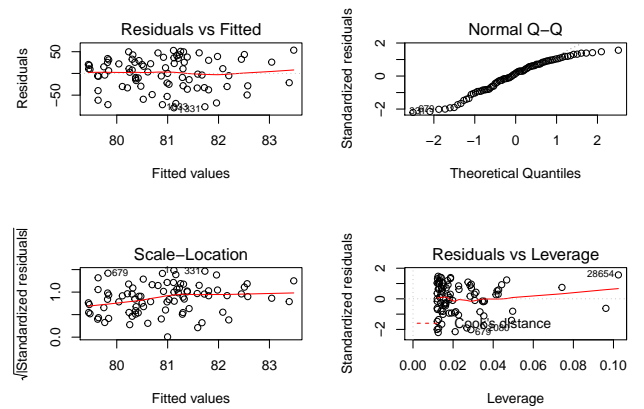 Residuals vs Fitted
Residuals
50
−50
80 81 82 83
331
Fitted values
Normal Q−Q
Standardized residuals
2
0
−2
679
−2 −1 0 1 2
Theoretical Quantiles
Scale−Location
√|Standardized residuals|
1.0
0.0
679
331
80 81 82 83
Fitted values
Residuals vs Leverage
Standardized residuals
2
0
−2
28654
Cook's distance
679
0.00 0.02 0.04 0.06 0.08 0.10
Leverage